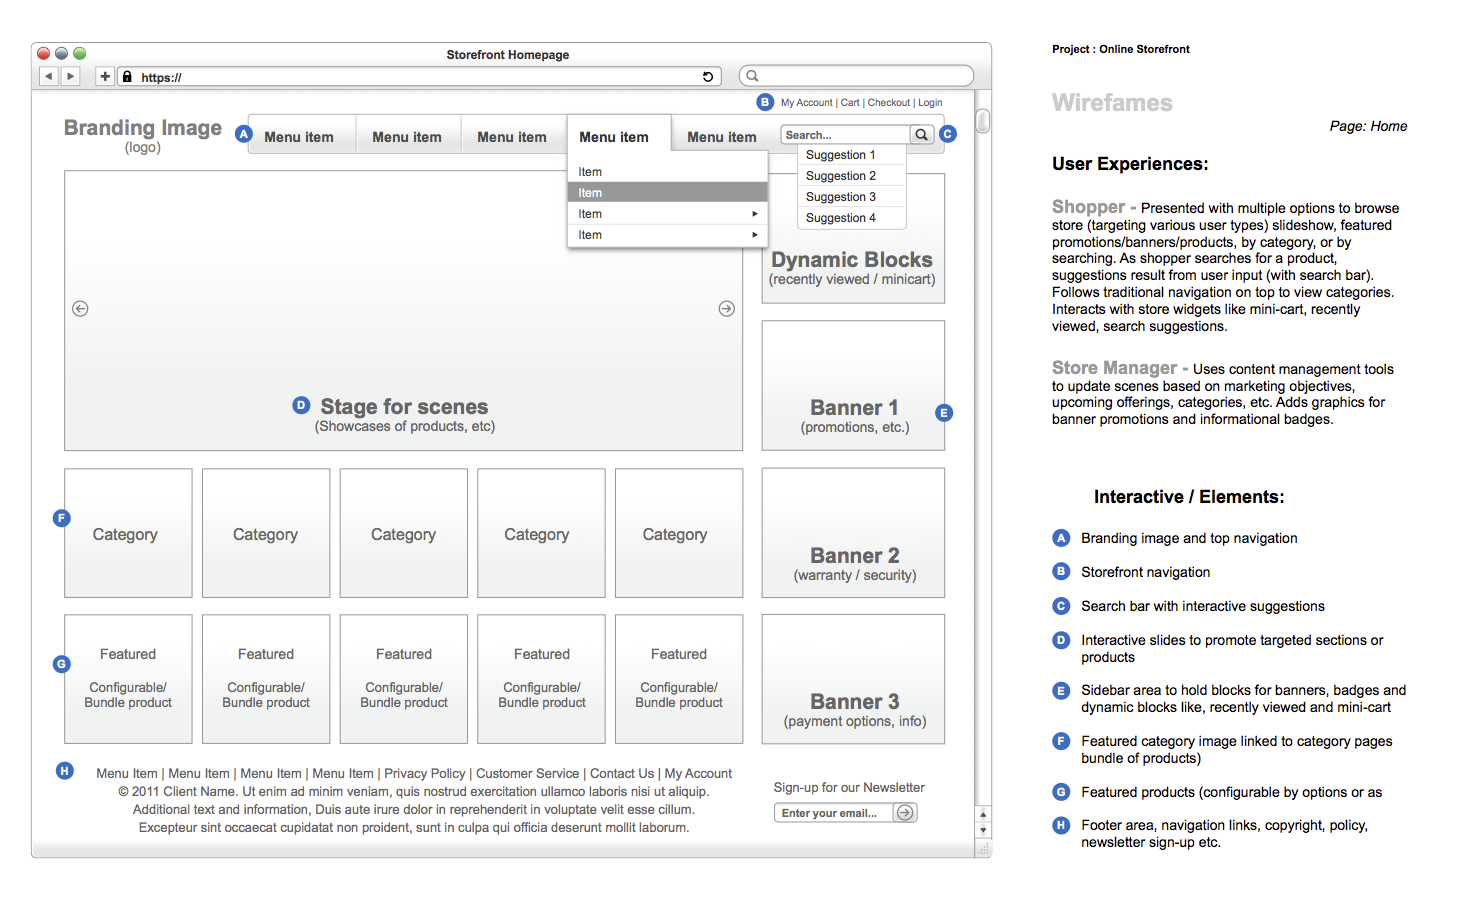 Storefront Homepage
https://
B My Account | Cart | Checkout | Login
Branding Image
(logo)
A Menu item Menu item Menu item Menu item Menu item Search... C
Suggestion 1
Suggestion 2
Suggestion 3
Suggestion 4
Item
Item
Item
Item
Dynamic Blocks
(recently viewed / minicart)
D Stage for scenes
(Showcases of products, etc)
Banner 1
(promotions, etc.)
E
F Category Category Category Category Category
Banner 2
(warranty / security)
G
Featured Featured Featured Featured Featured
Configurable/ Configurable/ Configurable/ Configurable/ Configurable/
Bundle product Bundle product Bundle product Bundle product Bundle product
Banner 3
(payment options, info)
H Menu Item | Menu Item | Menu Item | Menu Item | Privacy Policy | Customer Service | Contact Us | My Account
© 2011 Client Name. Ut enim ad minim veniam, quis nostrud exercitation ullamco laboris nisi ut aliquip.
Additional text and information, Duis aute irure dolor in reprehenderit in voluptate velit esse cillum.
Excepteur sint occaecat cupidatat non proident, sunt in culpa qui officia deserunt mollit laborum.
Sign-up for our Newsletter
Enter your email...
Project : Online Storefront
Wirefames
Page: Home
User Experiences:
Shopper - Presented with multiple options to browse
store (targeting various user types) slideshow, featured
promotions/banners/products, by category, or by
searching. As shopper searches for a product,
suggestions result from user input (with search bar).
Follows traditional navigation on top to view categories.
Interacts with store widgets like mini-cart, recently
viewed, search suggestions.
Store Manager - Uses content management tools
to update scenes based on marketing objectives,
upcoming offerings, categories, etc. Adds graphics for
banner promotions and informational badges.
Interactive / Elements:
A Branding image and top navigation
B Storefront navigation
C Search bar with interactive suggestions
D Interactive slides to promote targeted sections or
products
E Sidebar area to hold blocks for banners, badges and
dynamic blocks like, recently viewed and mini-cart
F Featured category image linked to category pages
bundle of products)
G Featured products (configurable by options or as
H Footer area, navigation links, copyright, policy,
newsletter sign-up etc.